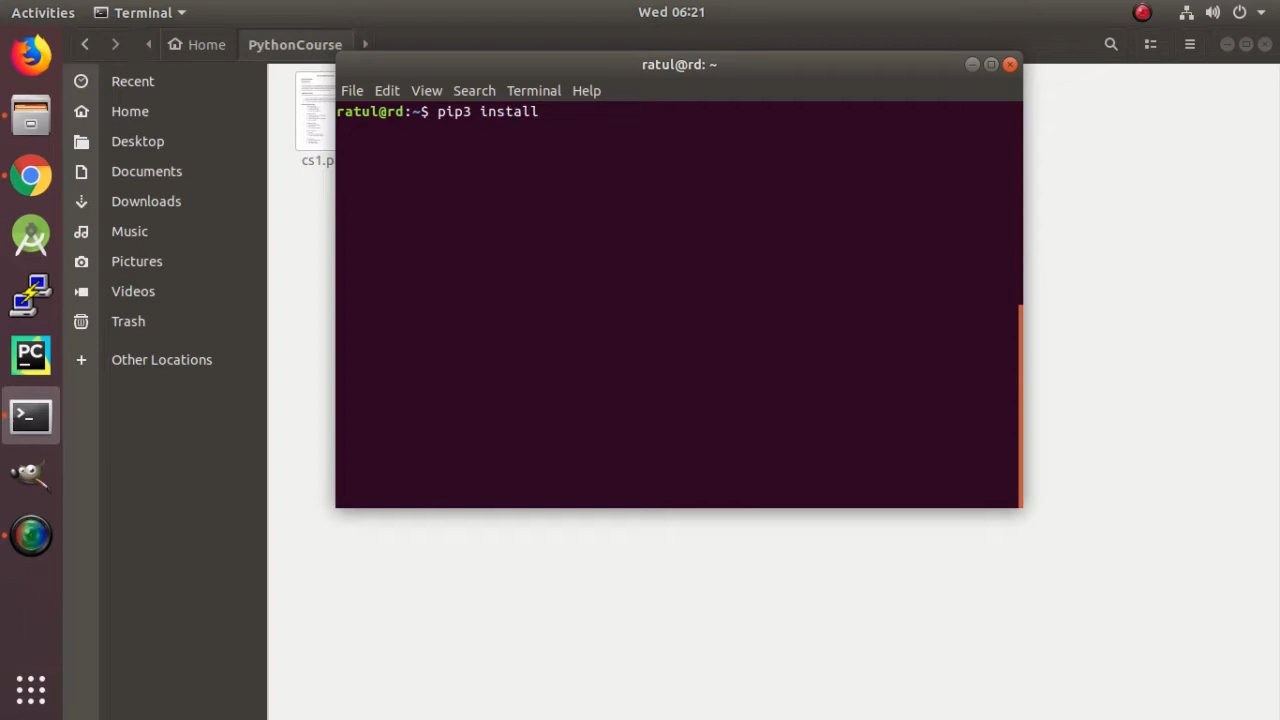 Activities
Terminal
Wed 06:21
Home
PythonCourse
ratul@rd: ~
File Edit View Search Terminal Help
ratul@rd:~$ pip3 install
cs1.p
Recent
Home
Desktop
Documents
Downloads
Music
Pictures
Videos
Trash
+ Other Locations
PC
>_